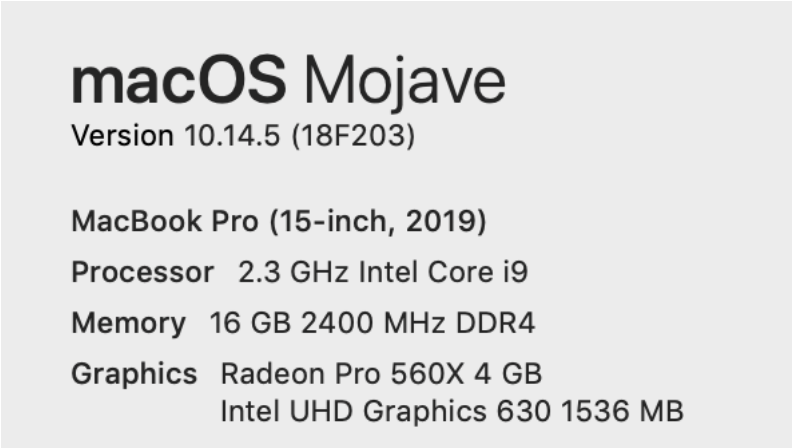 macOS Mojave
Version 10.14.5 (18F203)
MacBook Pro (15-inch, 2019)
Processor 2.3 GHz Intel Core i9
Memory 16 GB 2400 MHz DDR4
Graphics Radeon Pro 560X 4 GB
Intel UHD Graphics 630 1536 MB